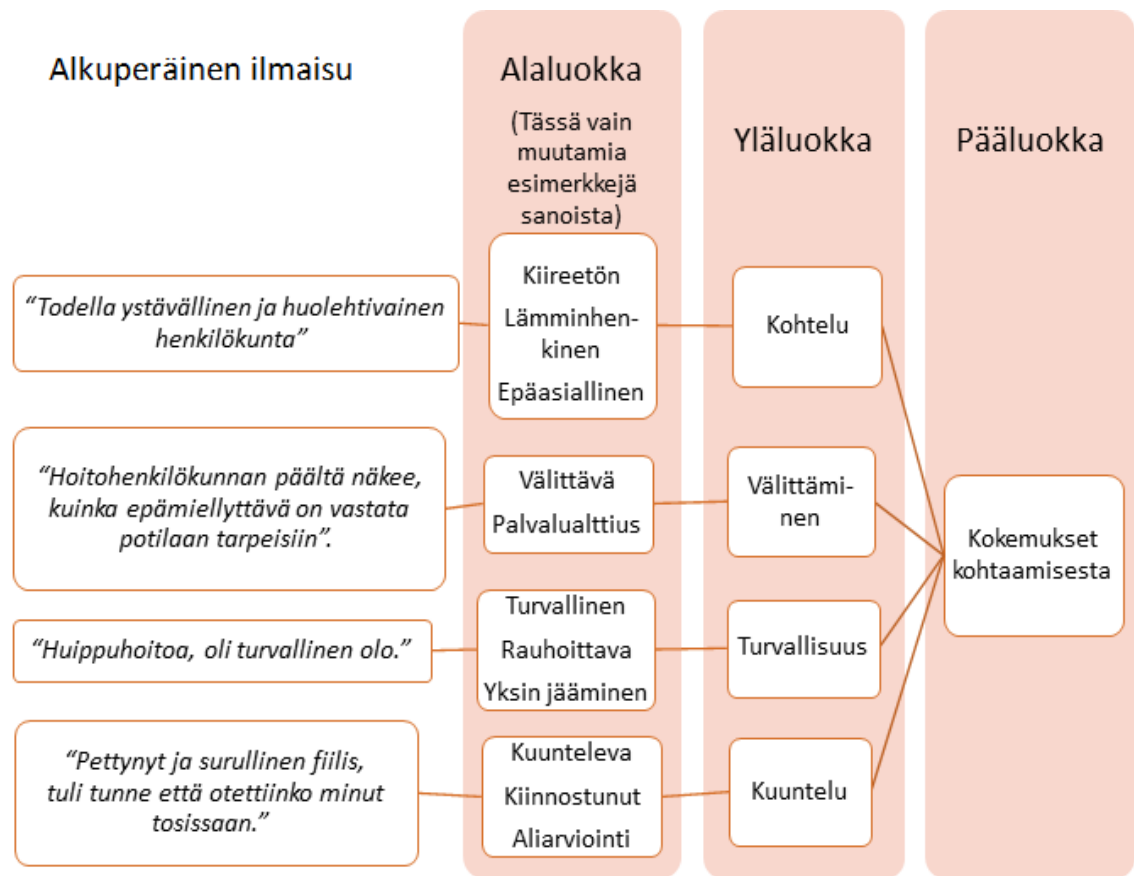 Alkuperäinen ilmaisu
Alaluokka
(Tässä vain
muutamia
esimerkkejä
sanoista)
Yläluokka
Pääluokka
“Todella ystävällinen ja huolehtivainen
henkilökunta”
Kiireetön
Lämminhen-
kinen
Epäasiallinen
Kohtelu
“Hoitohenkilökunnan päältä näkee,
kuinka epämiellyttävä on vastata
potilaan tarpeisiin”.
Välittävä
Palvalualttius
Välittämi-
nen
“Huippuhoitoa, oli turvallinen olo.”
Turvallinen
Rauhoittava
Yksin jääminen
Turvallisuus
“Pettynyt ja surullinen fiilis,
tuli tunne että otettiinko minut
tosissaan.”
Kuunteleva
Kiinnostunut
Aliarviointi
Kuuntelu
Kokemukset
kohtaamisesta